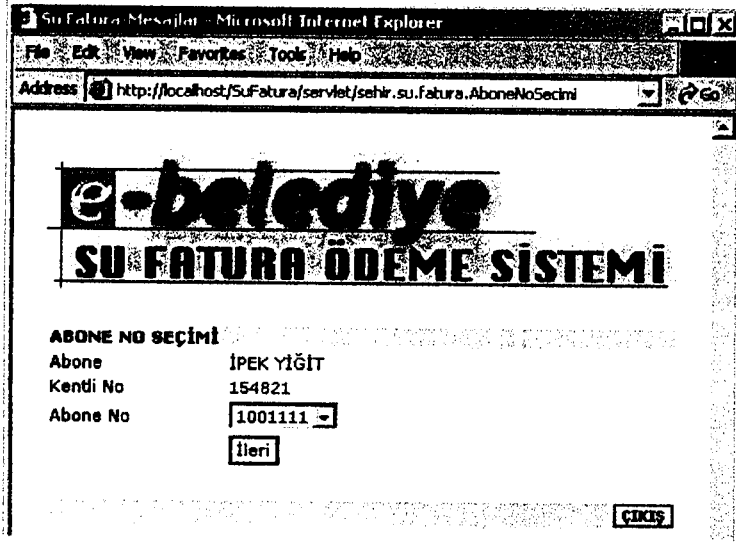 Su Fatura-Mesajlar - Microsoft Internet Explorer
File Edit View Favorites Tools Help
Address http://localhost/SuFatura/servlet/sehir.su.fatura.AboneNoSecimi Go
e-belediye
SU FATURA ÖDEME SİSTEMİ
ABONE NO SEÇİMİ
Abone İPEK YİĞİT
Kentli No 154821
Abone No 1001111
İleri
ÇIKIŞ